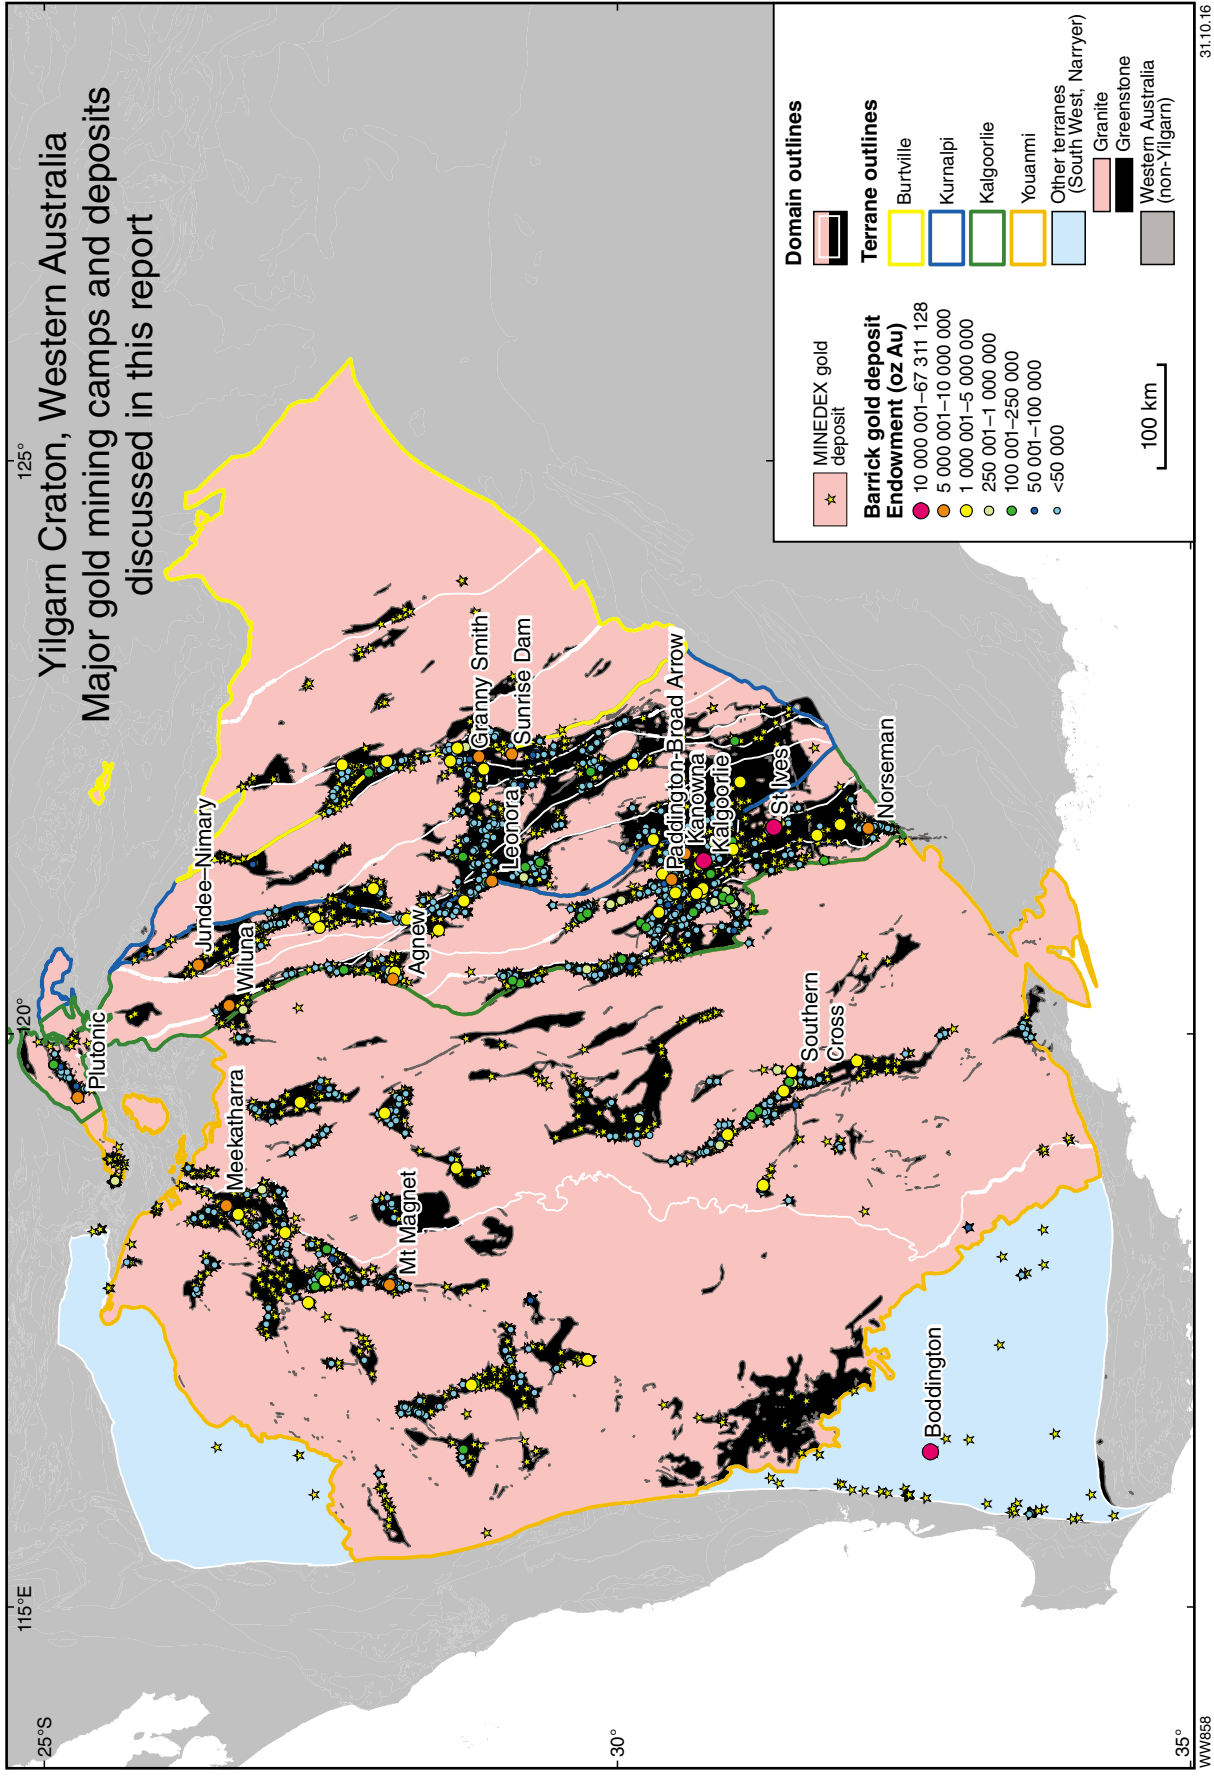 Yilgarn Craton, Western Australia
Major gold mining camps and deposits
discussed in this report
115°E
120°
125°
25°S
30°
35°
Plutonic
Jundee–Nimary
Wiluna
Meekatharra
Agnew
Mt Magnet
Granny Smith
Sunrise Dam
Leonora
Paddington-Broad Arrow
Kanowna
Kalgoorlie
St Ives
Norseman
Southern
Cross
Boddington
MINEDEX gold
deposit
Barrick gold deposit
Endowment (oz Au)
10 000 001–67 311 128
5 000 001–10 000 000
1 000 001–5 000 000
250 001–1 000 000
100 001–250 000
50 001–100 000
<50 000
100 km
Domain outlines
Terrane outlines
Burtville
Kurnalpi
Kalgoorlie
Youanmi
Other terranes
(South West, Narryer)
Granite
Greenstone
Western Australia
(non-Yilgarn)
WW858
31.10.16